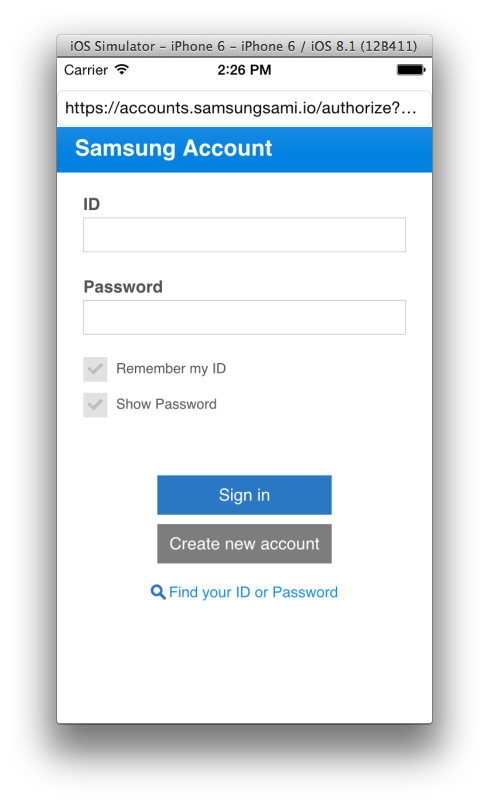 iOS Simulator – iPhone 6 – iPhone 6 / iOS 8.1 (12B411)
Carrier 2:26 PM
https://accounts.samsungsami.io/authorize?...
Samsung Account
ID
Password
Remember my ID
Show Password
Sign in
Create new account
Find your ID or Password